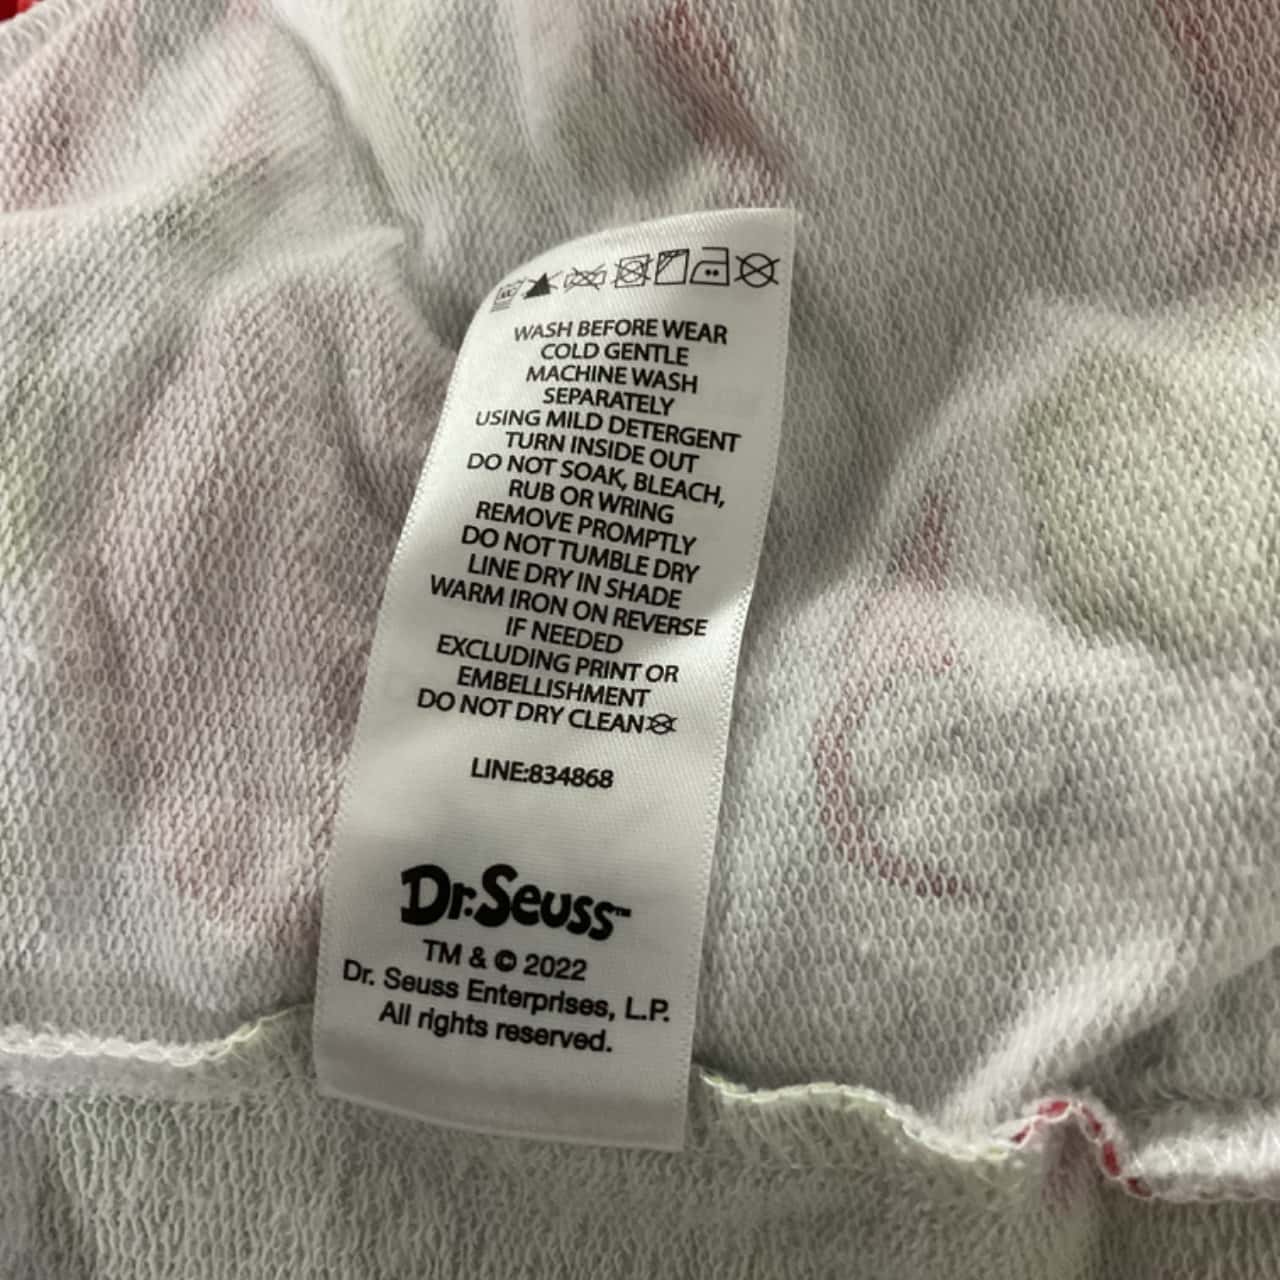 WASH BEFORE WEAR
COLD GENTLE
MACHINE WASH
SEPARATELY
USING MILD DETERGENT
TURN INSIDE OUT
DO NOT SOAK, BLEACH,
RUB OR WRING
REMOVE PROMPTLY
DO NOT TUMBLE DRY
LINE DRY IN SHADE
WARM IRON ON REVERSE
IF NEEDED
EXCLUDING PRINT OR
EMBELLISHMENT
DO NOT DRY CLEAN
LINE:834868
Dr. Seuss™
TM & © 2022
Dr. Seuss Enterprises, L.P.
All rights reserved.